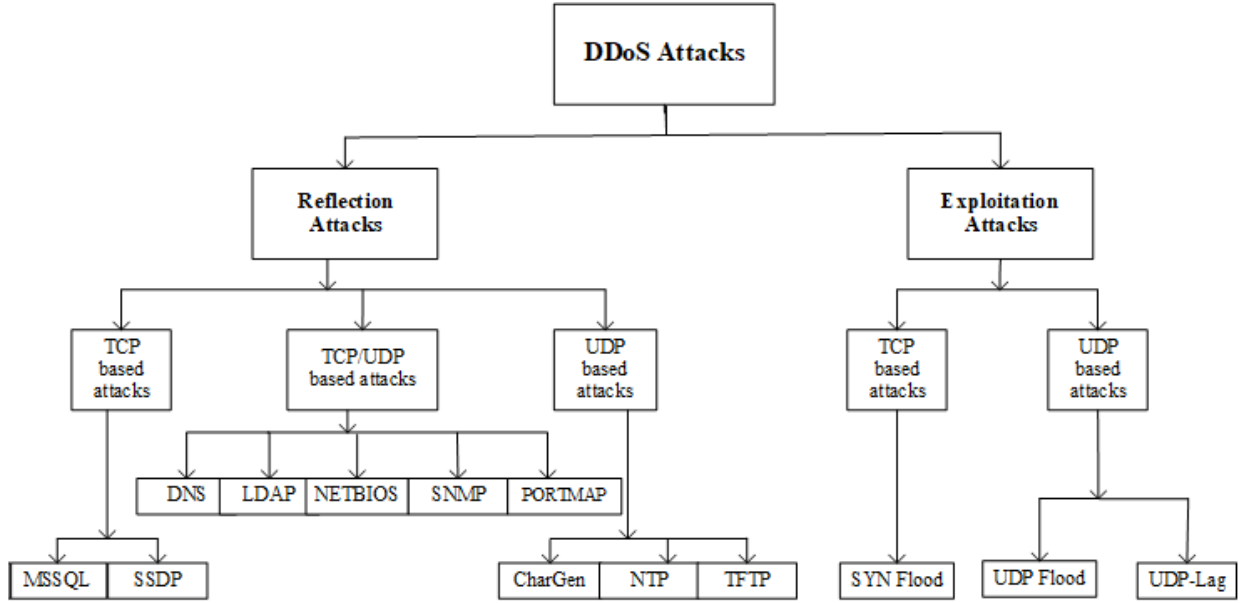 DDoS Attacks
Reflection
Attacks
Exploitation
Attacks
TCP
based
attacks
TCP/UDP
based attacks
UDP
based
attacks
TCP
based
attacks
UDP
based
attacks
DNS
LDAP
NETBIOS
SNMP
PORTMAP
MSSQL
SSDP
CharGen
NTP
TFTP
SYN Flood
UDP Flood
UDP-Lag